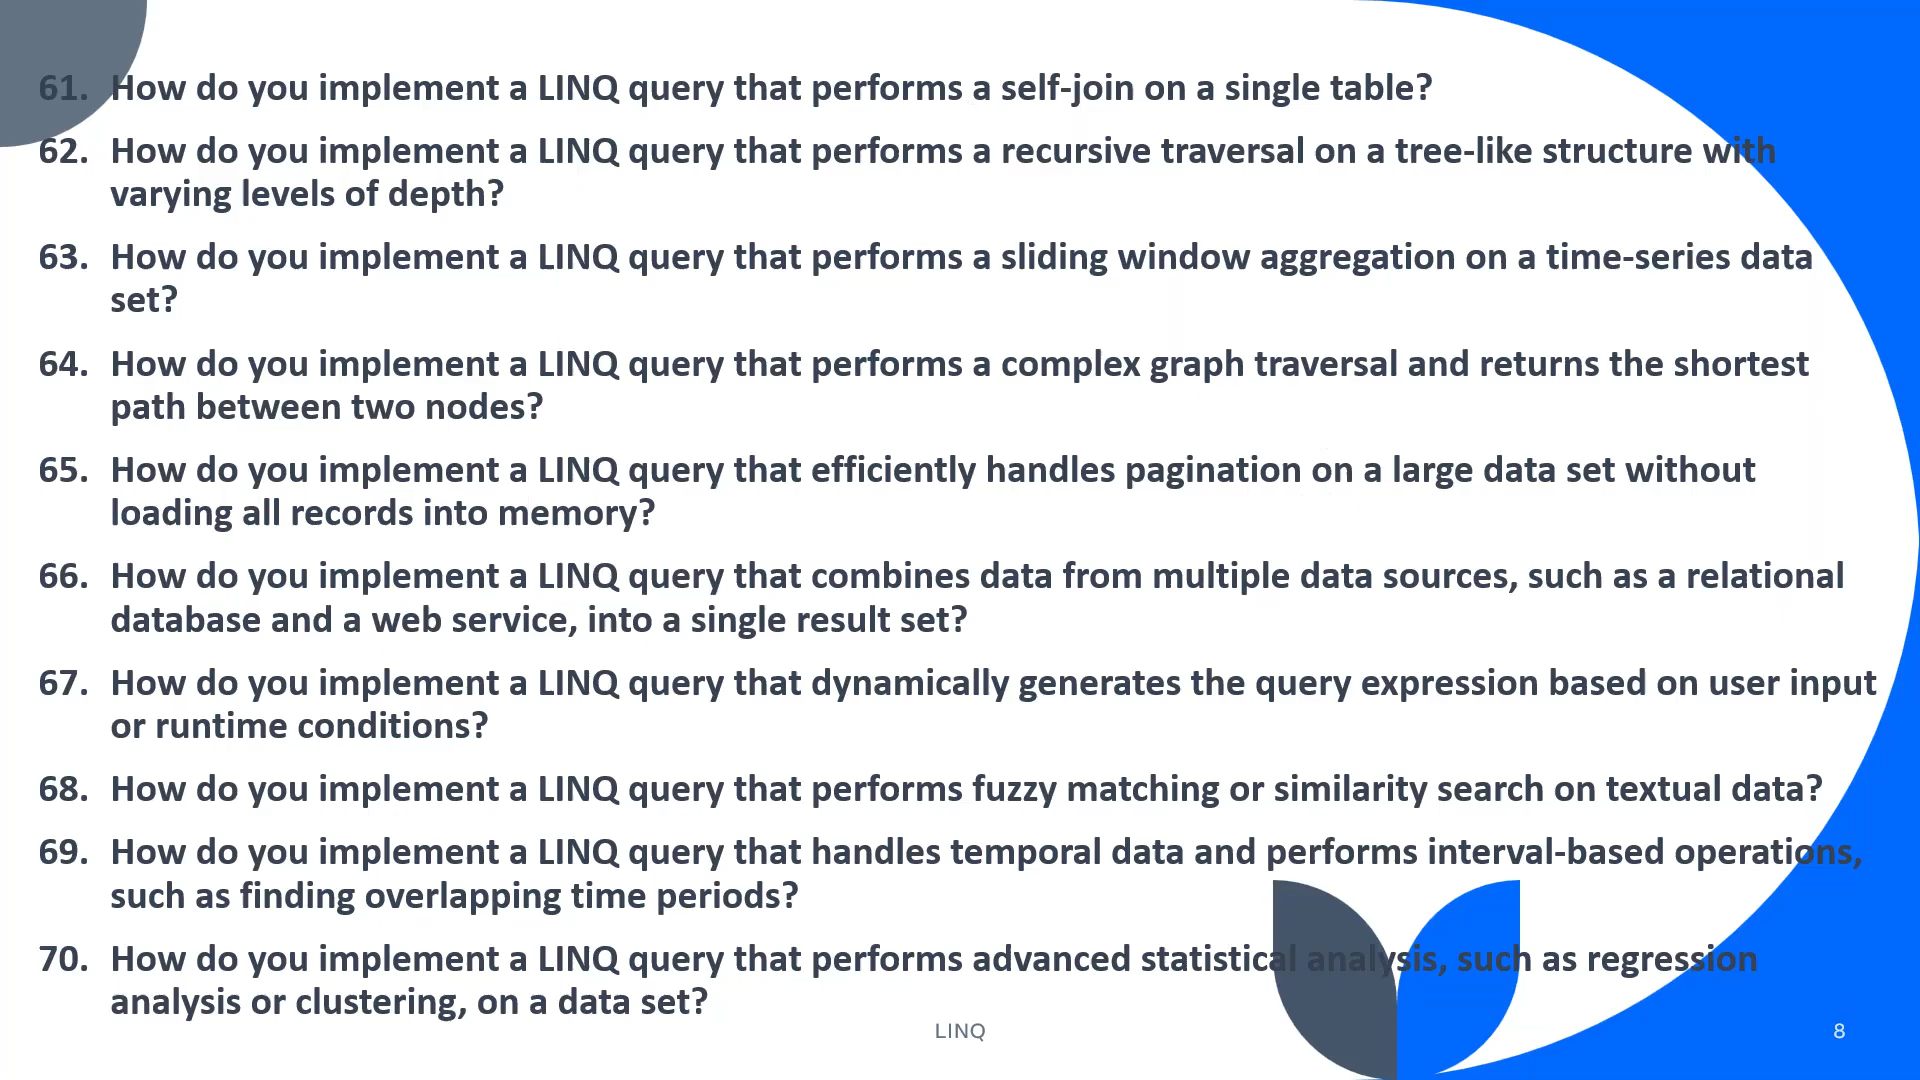 61. How do you implement a LINQ query that performs a self-join on a single table?
62. How do you implement a LINQ query that performs a recursive traversal on a tree-like structure with
varying levels of depth?
63. How do you implement a LINQ query that performs a sliding window aggregation on a time-series data
set?
64. How do you implement a LINQ query that performs a complex graph traversal and returns the shortest
path between two nodes?
65. How do you implement a LINQ query that efficiently handles pagination on a large data set without
loading all records into memory?
66. How do you implement a LINQ query that combines data from multiple data sources, such as a relational
database and a web service, into a single result set?
67. How do you implement a LINQ query that dynamically generates the query expression based on user input
or runtime conditions?
68. How do you implement a LINQ query that performs fuzzy matching or similarity search on textual data?
69. How do you implement a LINQ query that handles temporal data and performs interval-based operations,
such as finding overlapping time periods?
70. How do you implement a LINQ query that performs advanced statistical analysis, such as regression
analysis or clustering, on a data set?
LINQ
8